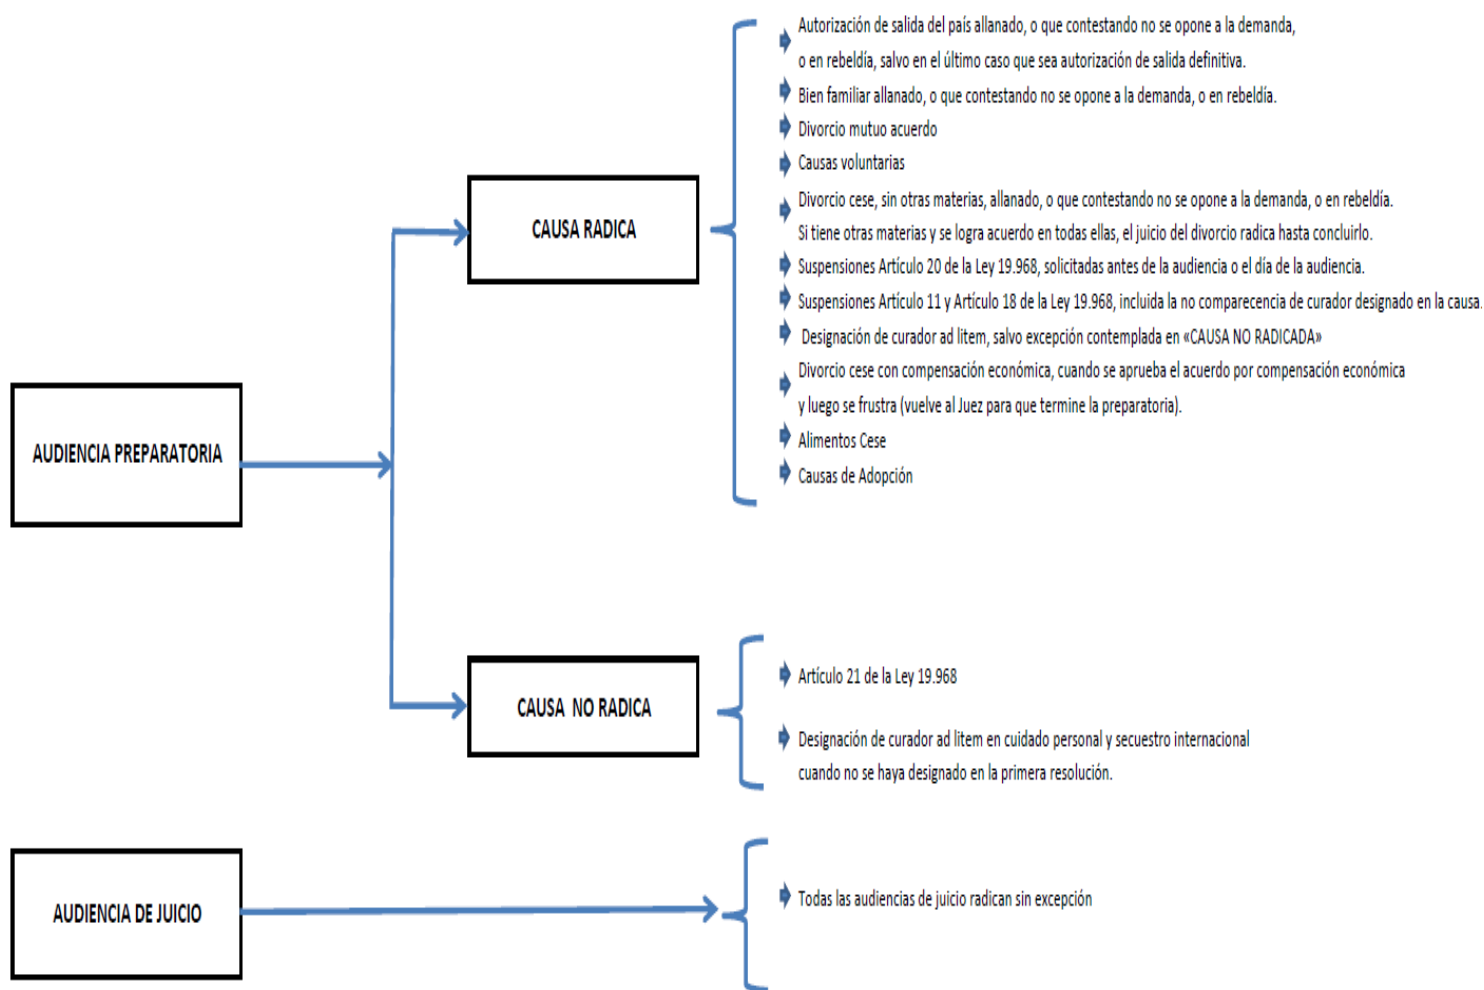 AUDIENCIA PREPARATORIA
CAUSA RADICA
Autorización de salida del país allanado, o que contestando no se opone a la demanda,
o en rebeldía, salvo en el último caso que sea autorización de salida definitiva.
Bien familiar allanado, o que contestando no se opone a la demanda, o en rebeldía.
Divorcio mutuo acuerdo
Causas voluntarias
Divorcio cese, sin otras materias, allanado, o que contestando no se opone a la demanda, o en rebeldía.
Si tiene otras materias y se logra acuerdo en todas ellas, el juicio del divorcio radica hasta concluirlo.
Suspensiones Artículo 20 de la Ley 19.968, solicitadas antes de la audiencia o el día de la audiencia.
Suspensiones Artículo 11 y Artículo 18 de la Ley 19.968, incluida la no comparecencia de curador designado en la causa.
Designación de curador ad litem, salvo excepción contemplada en «CAUSA NO RADICADA»
Divorcio cese con compensación económica, cuando se aprueba el acuerdo por compensación económica
y luego se frustra (vuelve al Juez para que termine la preparatoria).
Alimentos Cese
Causas de Adopción
CAUSA NO RADICA
Artículo 21 de la Ley 19.968
Designación de curador ad litem en cuidado personal y secuestro internacional
cuando no se haya designado en la primera resolución.
AUDIENCIA DE JUICIO
Todas las audiencias de juicio radican sin excepción